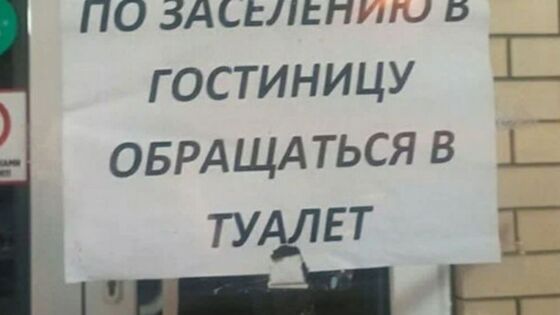 ПО ЗАСЕЛЕНИЮ В
ГОСТИНИЦУ
ОБРАЩАТЬСЯ В
ТУАЛЕТ